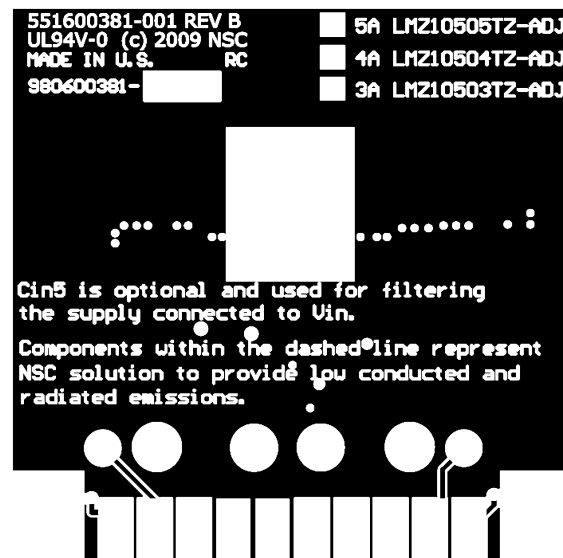 551600381-001 REV B
UL94V-0 (c) 2009 NSC
MADE IN U.S. RC
980600381-
5A LMZ10505TZ-ADJ
4A LMZ10504TZ-ADJ
3A LMZ10503TZ-ADJ
Cin5 is optional and used for filtering
the supply connected to Vin.
Components within the dashed line represent
NSC solution to provide low conducted and
radiated emissions.